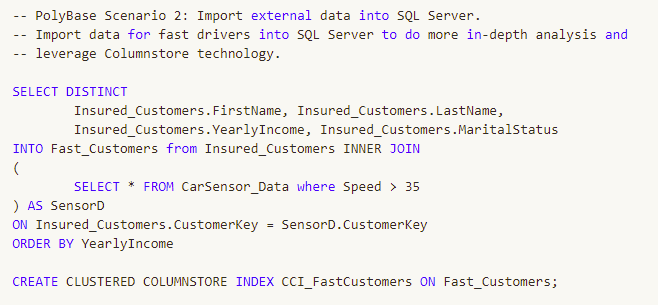 -- PolyBase Scenario 2: Import external data into SQL Server.
-- Import data for fast drivers into SQL Server to do more in-depth analysis and
-- leverage Columnstore technology.

SELECT DISTINCT
        Insured_Customers.FirstName, Insured_Customers.LastName,
        Insured_Customers.YearlyIncome, Insured_Customers.MaritalStatus
INTO Fast_Customers from Insured_Customers INNER JOIN
(
        SELECT * FROM CarSensor_Data where Speed > 35
) AS SensorD
ON Insured_Customers.CustomerKey = SensorD.CustomerKey
ORDER BY YearlyIncome

CREATE CLUSTERED COLUMNSTORE INDEX CCI_FastCustomers ON Fast_Customers;